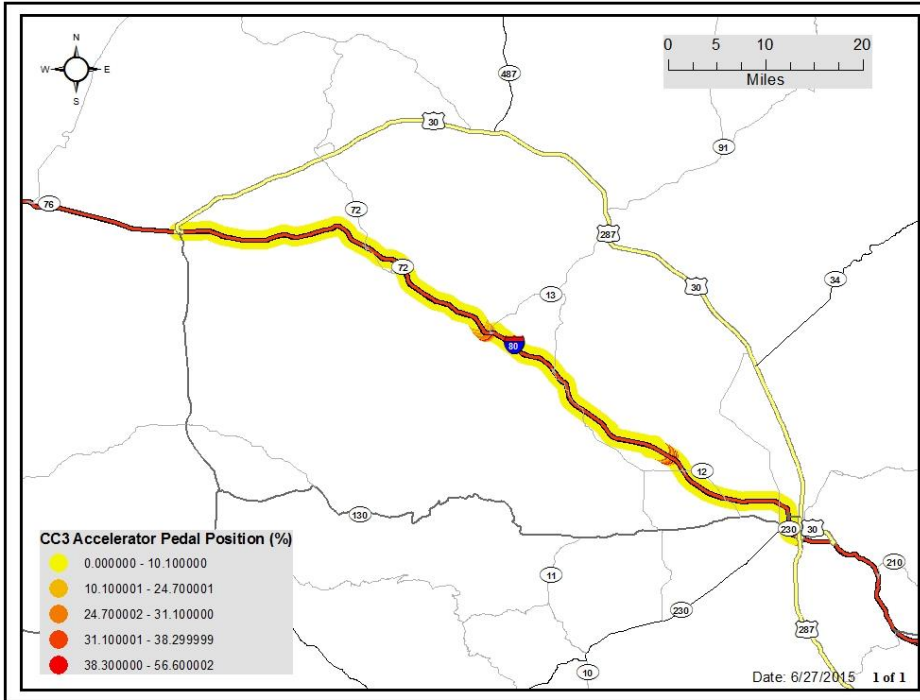 N
W E
S
0 5 10 20
Miles
487
30
91
76
72
287
72
30
34
13
80
12
230 30
130
210
11
230
287
10
CC3 Accelerator Pedal Position (%)
0.000000 - 10.100000
10.100001 - 24.700001
24.700002 - 31.100000
31.100001 - 38.299999
38.300000 - 56.600002
Date: 6/27/2015 1 of 1